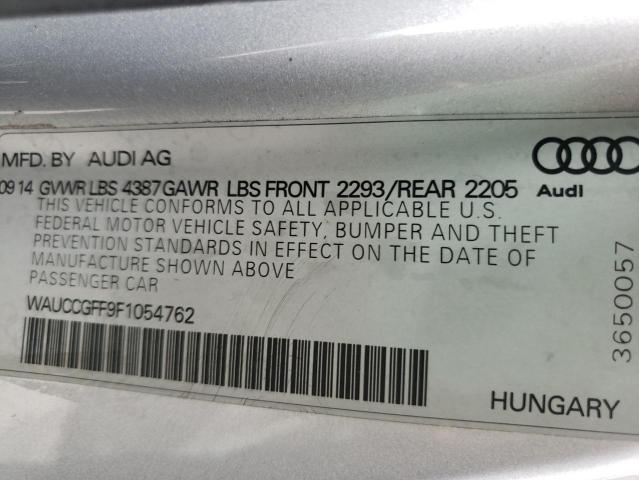 MFD. BY AUDI AG
0914 GVWR LBS 4387 GAWR LBS FRONT 2293/REAR 2205
Audi
THIS VEHICLE CONFORMS TO ALL APPLICABLE U.S.
FEDERAL MOTOR VEHICLE SAFETY, BUMPER AND THEFT
PREVENTION STANDARDS IN EFFECT ON THE DATE OF
MANUFACTURE SHOWN ABOVE
PASSENGER CAR
WAUCCGFF9F1054762
3650057
HUNGARY